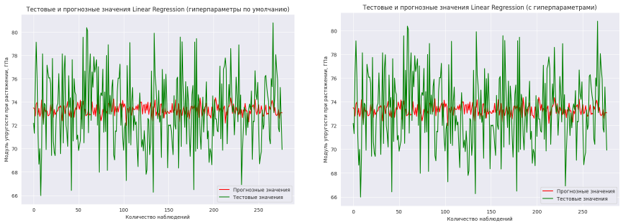 Тестовые и прогнозные значения Linear Regression (гиперпараметры по умолчанию)
Модуль упругости при растяжении, ГПа
80
78
76
74
72
70
68
66
0
50
100
150
200
250
Количество наблюдений
Прогнозные значения
Тестовые значения
Тестовые и прогнозные значения Linear Regression (с гиперпараметрами)
Модуль упругости при растяжении, ГПа
80
78
76
74
72
70
68
66
0
50
100
150
200
250
Количество наблюдений
Прогнозные значения
Тестовые значения